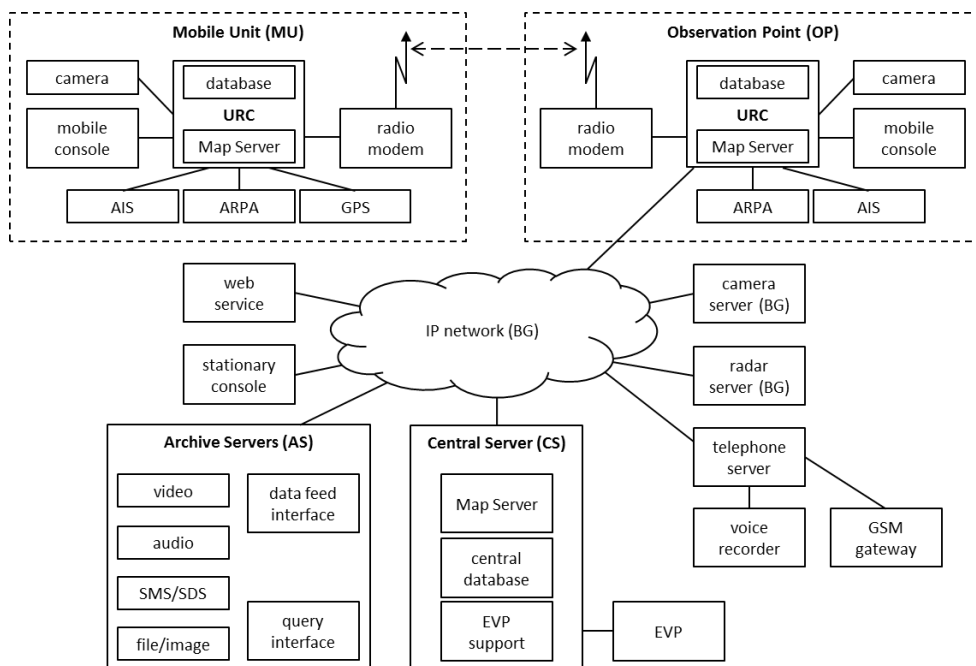 Mobile Unit (MU)
camera
mobile
console
database
URC
Map Server
radio
modem
AIS
ARPA
GPS
Observation Point (OP)
radio
modem
database
URC
Map Server
camera
mobile
console
ARPA
AIS
web
service
stationary
console
IP network (BG)
camera
server (BG)
radar
server (BG)
telephone
server
voice
recorder
GSM
gateway
Archive Servers (AS)
video
audio
SMS/SDS
file/image
data feed
interface
query
interface
Central Server (CS)
Map Server
central
database
EVP
support
EVP